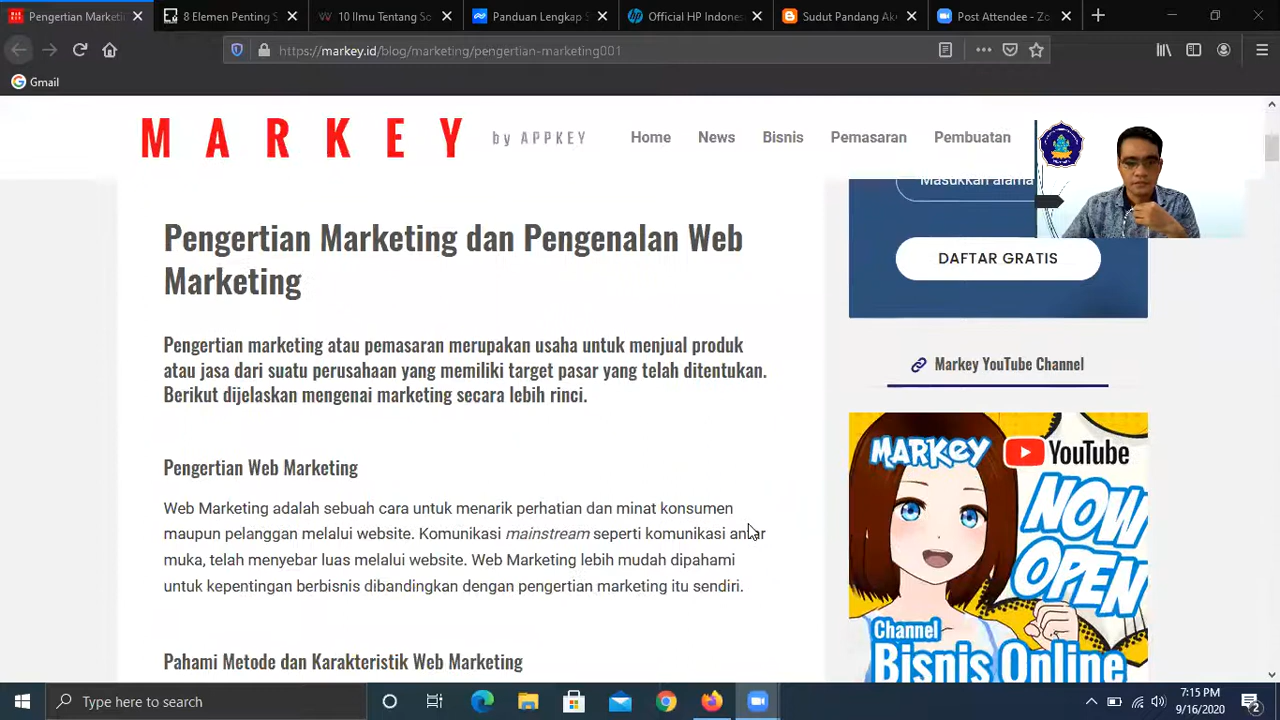 Pengertian Marketing
8 Elemen Penting S
10 Ilmu Tentang So
Panduan Lengkap S
Official HP Indones
Sudut Pandang Ak
Post Attendee - Zo
https://markey.id/blog/marketing/pengertian-marketing001
Gmail
MARKEY
by APPKEY
Home
News
Bisnis
Pemasaran
Pembuatan
Masukkan alama
Pengertian Marketing dan Pengenalan Web
Marketing
DAFTAR GRATIS
Pengertian marketing atau pemasaran merupakan usaha untuk menjual produk
atau jasa dari suatu perusahaan yang memiliki target pasar yang telah ditentukan.
Berikut dijelaskan mengenai marketing secara lebih rinci.
Markey YouTube Channel
Pengertian Web Marketing
Web Marketing adalah sebuah cara untuk menarik perhatian dan minat konsumen
maupun pelanggan melalui website. Komunikasi mainstream seperti komunikasi antar
muka, telah menyebar luas melalui website. Web Marketing lebih mudah dipahami
untuk kepentingan berbisnis dibandingkan dengan pengertian marketing itu sendiri.
MARKEY
YouTube
NOW
OPEN
Channel
Bisnis Online
Pahami Metode dan Karakteristik Web Marketing
Type here to search
7:15 PM
9/16/2020
2